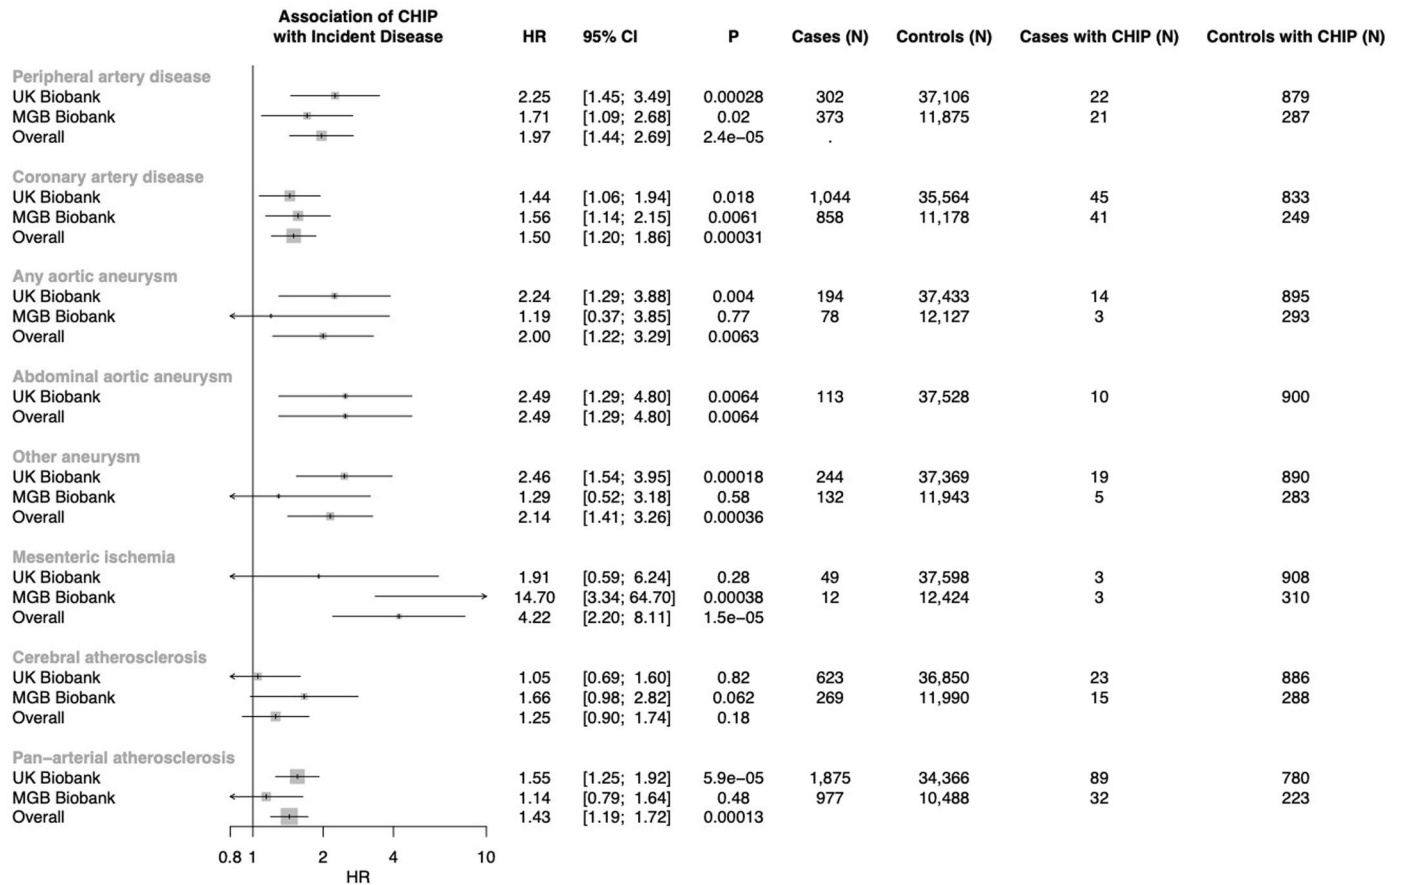 Association of CHIP
with Incident Disease HR 95% CI P Cases (N) Controls (N) Cases with CHIP (N) Controls with CHIP (N)
Peripheral artery disease
UK Biobank 2.25 [1.45; 3.49] 0.00028 302 37,106 22 879
MGB Biobank 1.71 [1.09; 2.68] 0.02 373 11,875 21 287
Overall 1.97 [1.44; 2.69] 2.4e−05 .
Coronary artery disease
UK Biobank 1.44 [1.06; 1.94] 0.018 1,044 35,564 45 833
MGB Biobank 1.56 [1.14; 2.15] 0.0061 858 11,178 41 249
Overall 1.50 [1.20; 1.86] 0.00031
Any aortic aneurysm
UK Biobank 2.24 [1.29; 3.88] 0.004 194 37,433 14 895
MGB Biobank 1.19 [0.37; 3.85] 0.77 78 12,127 3 293
Overall 2.00 [1.22; 3.29] 0.0063
Abdominal aortic aneurysm
UK Biobank 2.49 [1.29; 4.80] 0.0064 113 37,528 10 900
Overall 2.49 [1.29; 4.80] 0.0064
Other aneurysm
UK Biobank 2.46 [1.54; 3.95] 0.00018 244 37,369 19 890
MGB Biobank 1.29 [0.52; 3.18] 0.58 132 11,943 5 283
Overall 2.14 [1.41; 3.26] 0.00036
Mesenteric ischemia
UK Biobank 1.91 [0.59; 6.24] 0.28 49 37,598 3 908
MGB Biobank 14.70 [3.34; 64.70] 0.00038 12 12,424 3 310
Overall 4.22 [2.20; 8.11] 1.5e−05
Cerebral atherosclerosis
UK Biobank 1.05 [0.69; 1.60] 0.82 623 36,850 23 886
MGB Biobank 1.66 [0.98; 2.82] 0.062 269 11,990 15 288
Overall 1.25 [0.90; 1.74] 0.18
Pan−arterial atherosclerosis
UK Biobank 1.55 [1.25; 1.92] 5.9e−05 1,875 34,366 89 780
MGB Biobank 1.14 [0.79; 1.64] 0.48 977 10,488 32 223
Overall 1.43 [1.19; 1.72] 0.00013
0.8 1 2 4 10
HR